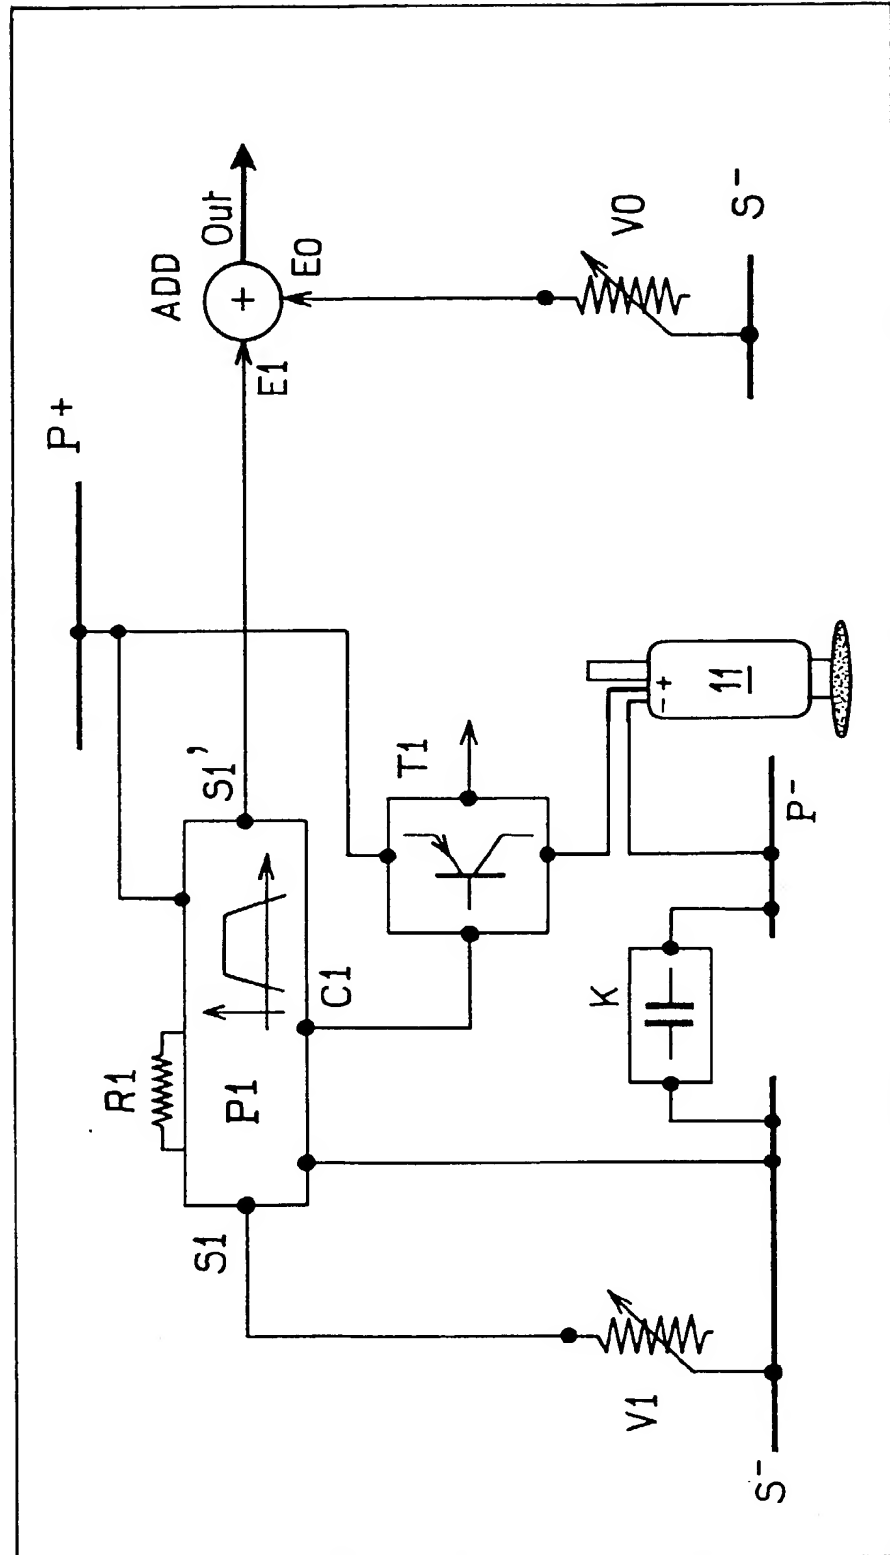 P+
ADD
Out
E1
E0
V0
S-
S1'
R1
P1
C1
S1
T1
- +
11
K
P-
V1
S-
+